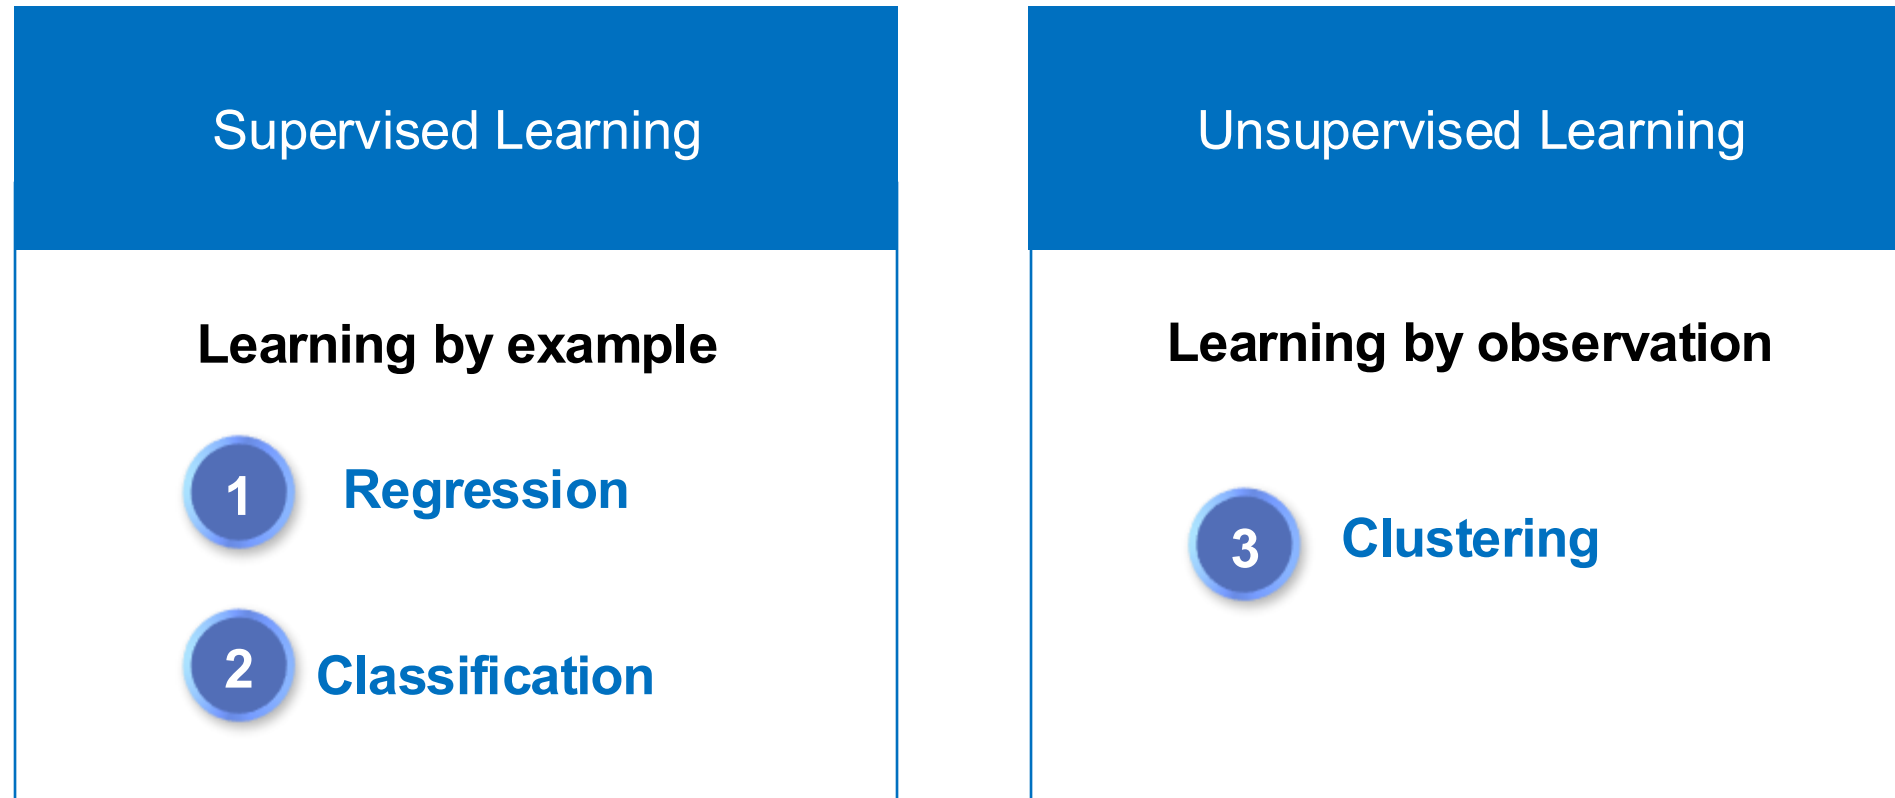 Supervised Learning
Learning by example
1 Regression
2 Classification
Unsupervised Learning
Learning by observation
3 Clustering